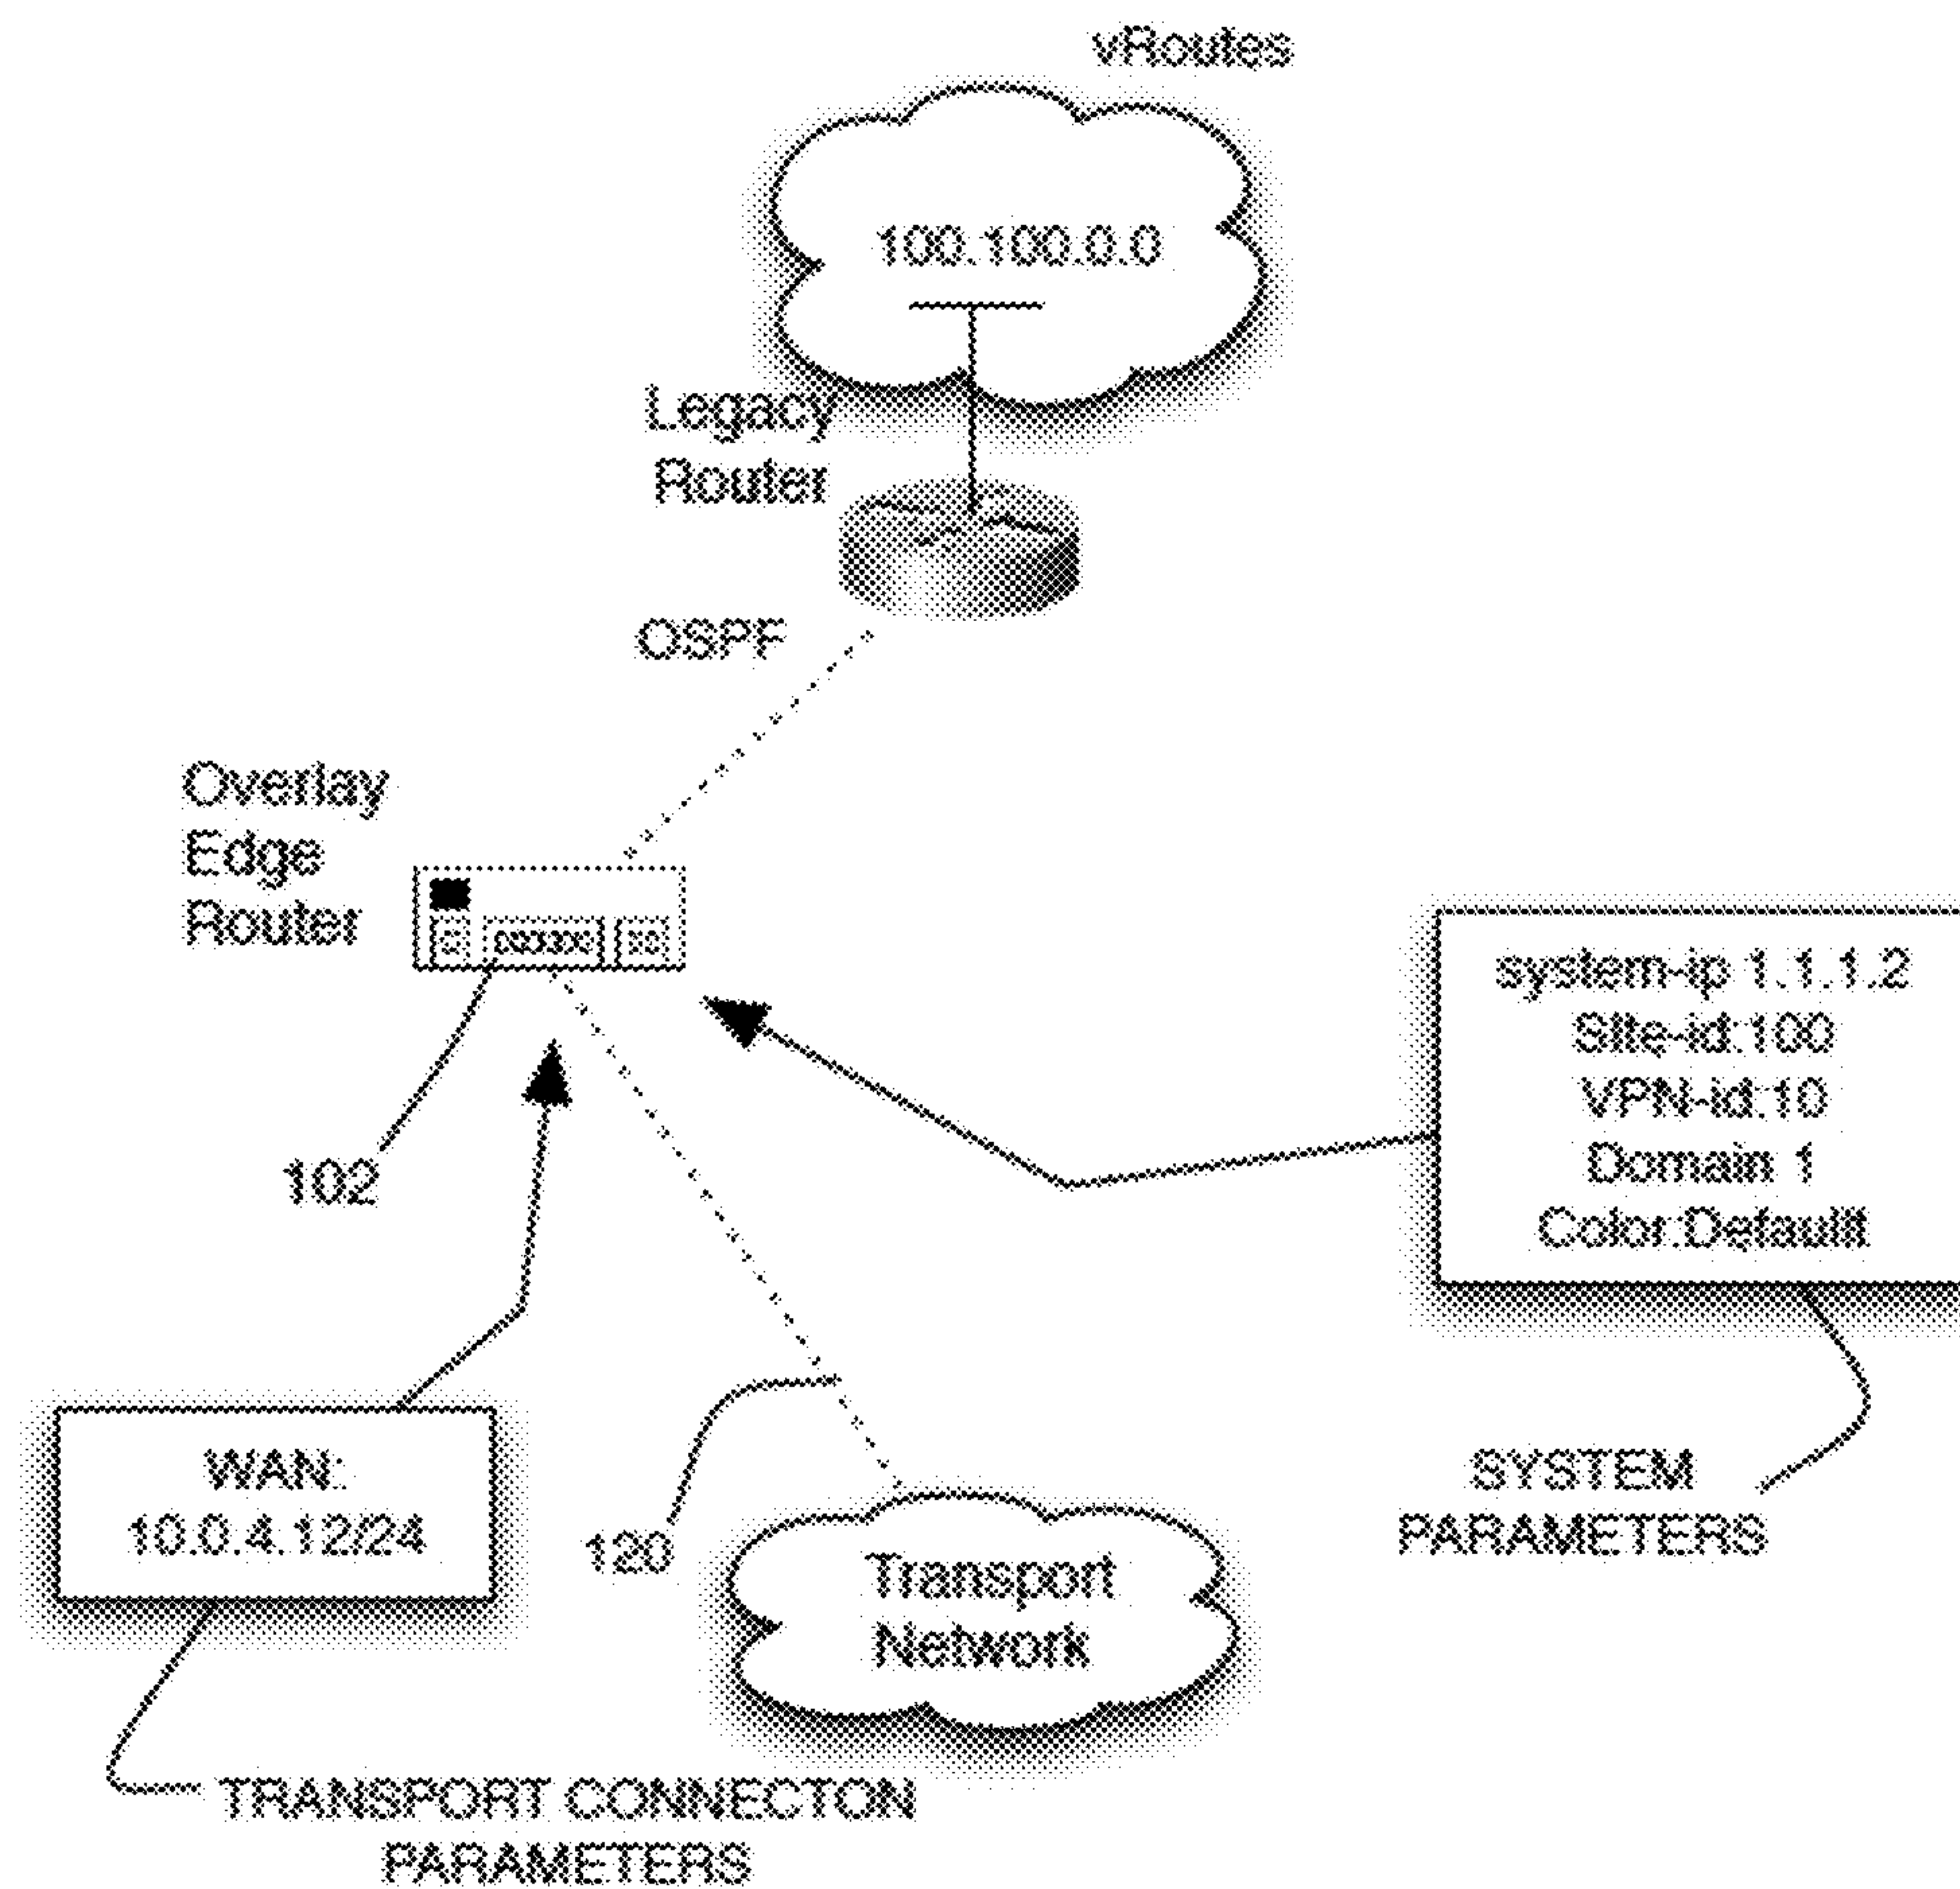 vRoutes
100.100.0.0
Legacy
Router
OSPF
Overlay
Edge
Router
system-ip 1.1.1.2
Site-id:100
VPN-id:10
Domain 1
Color:Default
102
WAN:
10.0.4.12/24
120
Transport
Network
SYSTEM
PARAMETERS
TRANSPORT CONNECTON
PARAMETERS